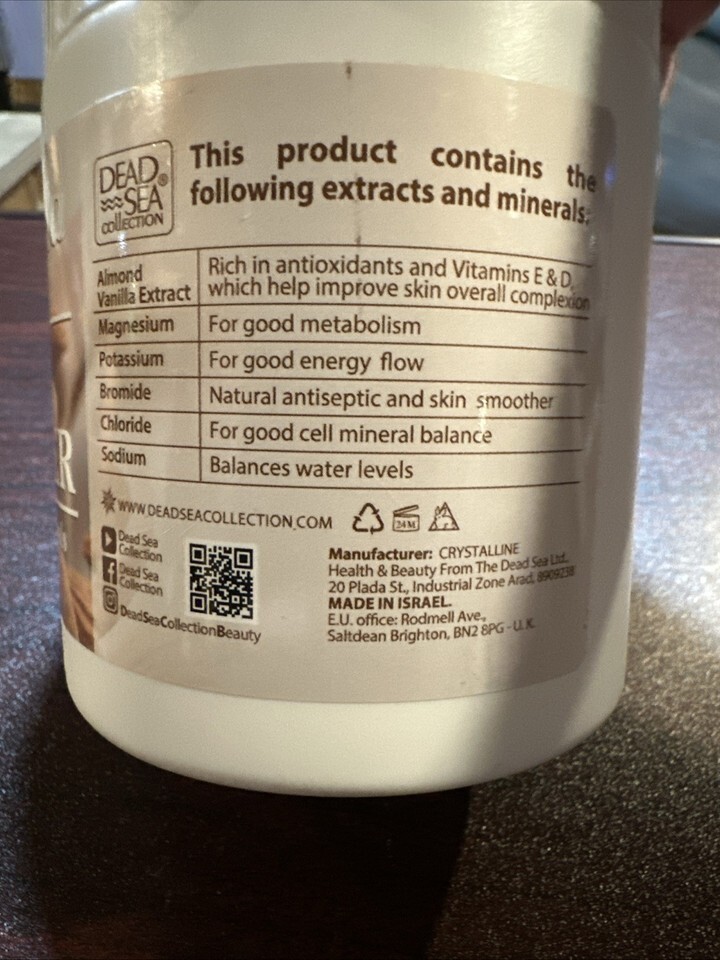 DEAD
SEA®
collection
This product contains the
following extracts and minerals:
Almond
Vanilla Extract
Rich in antioxidants and Vitamins E & D,
which help improve skin overall complexion
Magnesium
For good metabolism
Potassium
For good energy flow
Bromide
Natural antiseptic and skin smoother
Chloride
For good cell mineral balance
Sodium
Balances water levels
WWW.DEADSEACOLLECTION.COM
24M
Dead Sea
Collection
Dead Sea
Collection
DeadSeaCollectionBeauty
Manufacturer: CRYSTALLINE
Health & Beauty From The Dead Sea Ltd.
20 Plada St., Industrial Zone Arad, 8909238
MADE IN ISRAEL.
E.U. office: Rodmell Ave.,
Saltdean Brighton, BN2 8PG - U.K.
R